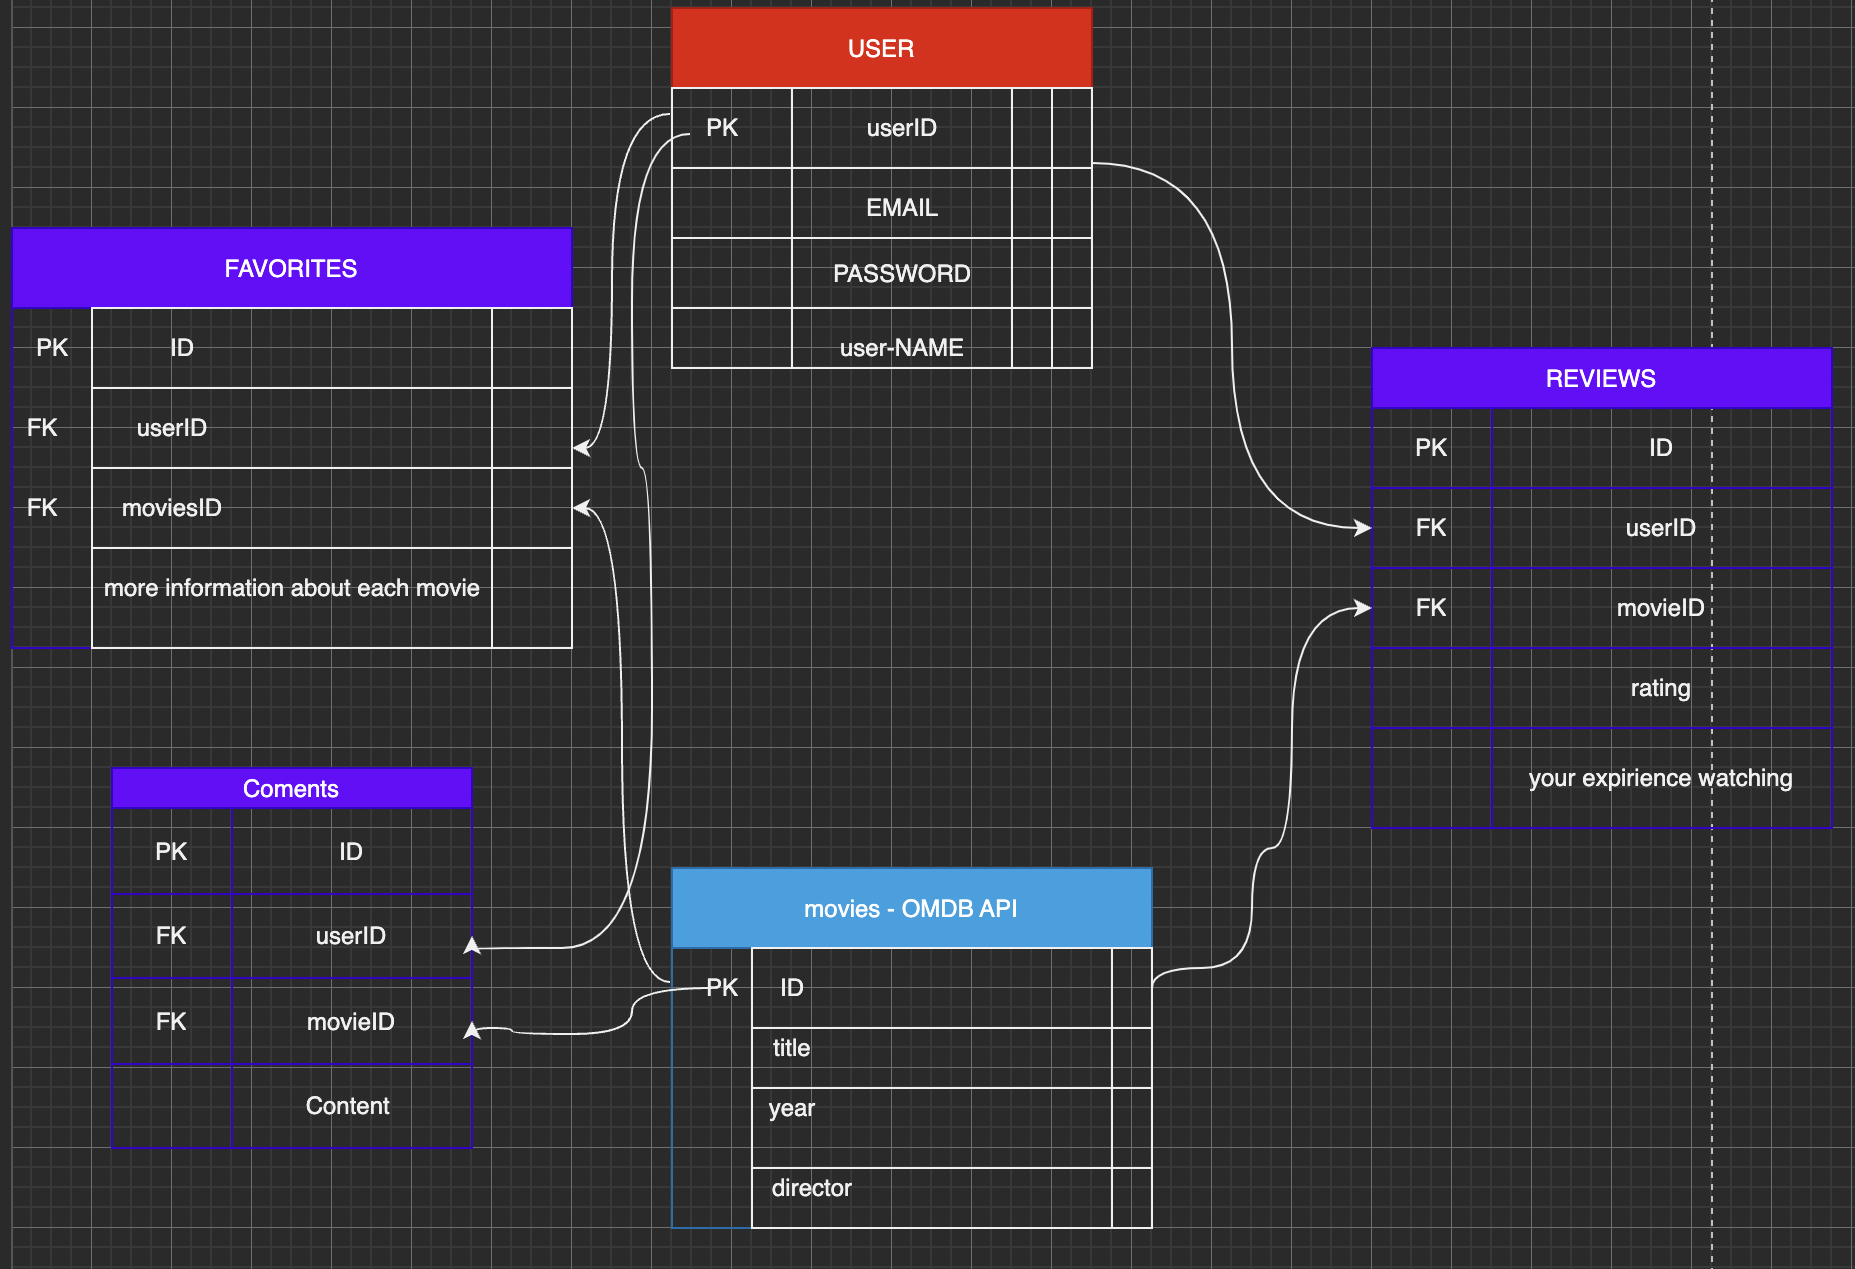 USER
PK
userID
EMAIL
PASSWORD
user-NAME
FAVORITES
PK
ID
FK
userID
FK
moviesID
more information about each movie
REVIEWS
PK
ID
FK
userID
FK
movieID
rating
your expirience watching
Coments
PK
ID
FK
userID
FK
movieID
Content
movies - OMDB API
PK
ID
title
year
director